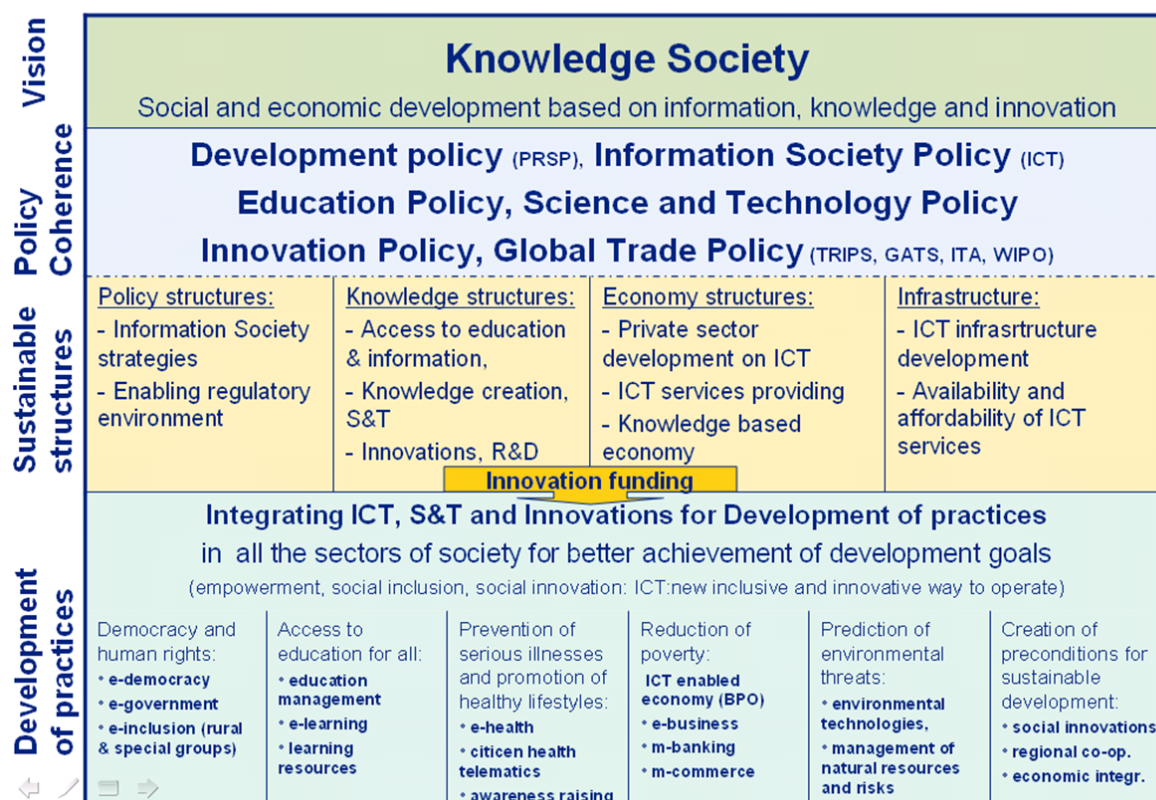 Vision
Knowledge Society
Social and economic development based on information, knowledge and innovation
Policy
Coherence
Development policy (PRSP), Information Society Policy (ICT)
Education Policy, Science and Technology Policy
Innovation Policy, Global Trade Policy (TRIPS, GATS, ITA, WIPO)
Sustainable
structures
Policy structures:
- Information Society
strategies
- Enabling regulatory
environment
Knowledge structures:
- Access to education
& information,
- Knowledge creation,
S&T
- Innovations, R&D
Economy structures:
- Private sector
development on ICT
- ICT services providing
- Knowledge based
economy
Infrastructure:
- ICT infrasrtructure
development
- Availability and
affordability of ICT
services
Innovation funding
Development
of practices
Integrating ICT, S&T and Innovations for Development of practices
in all the sectors of society for better achievement of development goals
(empowerment, social inclusion, social innovation: ICT:new inclusive and innovative way to operate)
Democracy and
human rights:
• e-democracy
• e-government
• e-inclusion (rural
& special groups)
Access to
education for all:
• education
management
• e-learning
• learning
resources
Prevention of
serious illnesses
and promotion of
healthy lifestyles:
• e-health
• citicen health
telematics
• awareness raising
Reduction of
poverty:
ICT enabled
economy (BPO)
• e-business
• m-banking
• m-commerce
Prediction of
environmental
threats:
• environmental
technologies,
• management of
natural resources
and risks
Creation of
preconditions for
sustainable
development:
• social innovations
• regional co-op.
• economic integr.